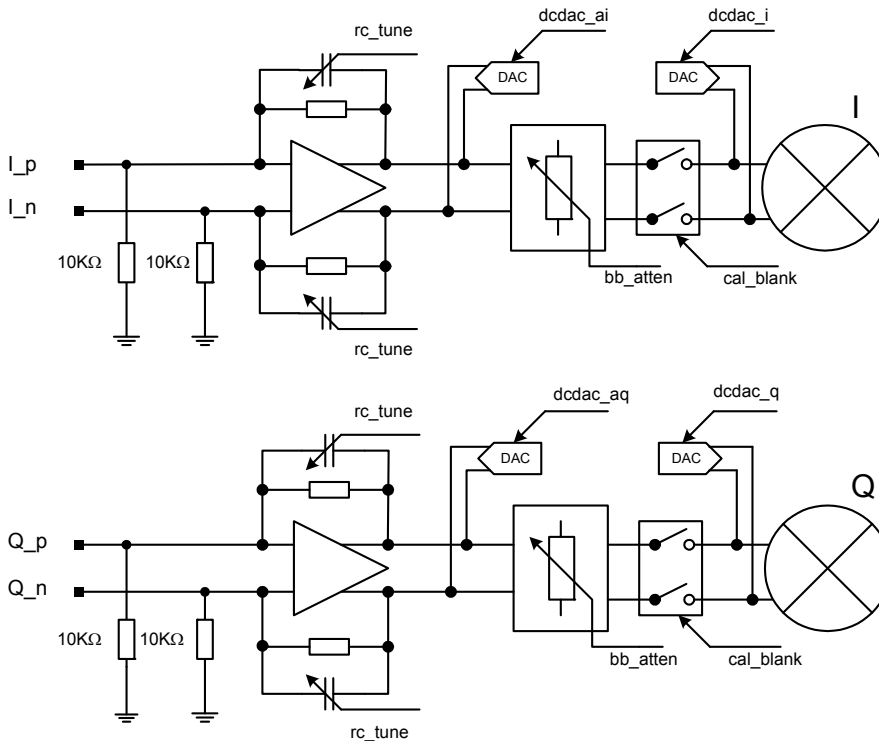 rc_tune
dcdac_ai
dcdac_i
DAC
DAC
I
I_p
I_n
10KΩ
10KΩ
bb_atten
cal_blank
rc_tune
rc_tune
dcdac_aq
dcdac_q
DAC
DAC
Q
Q_p
Q_n
10KΩ
10KΩ
bb_atten
cal_blank
rc_tune